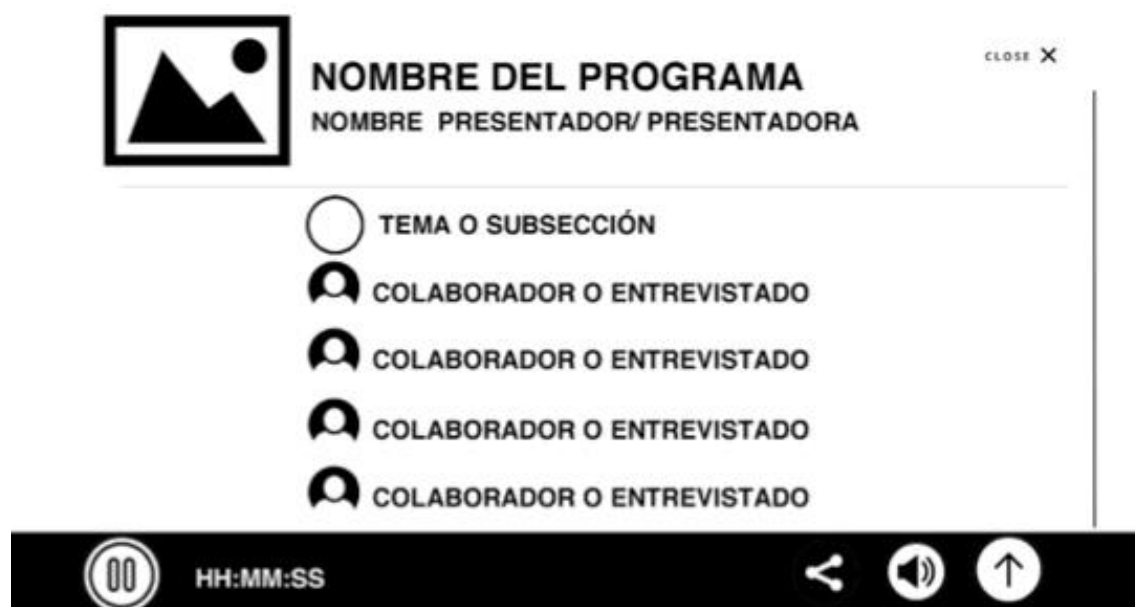 CLOSE X
NOMBRE DEL PROGRAMA
NOMBRE PRESENTADOR/ PRESENTADORA
TEMA O SUBSECCIÓN
COLABORADOR O ENTREVISTADO
COLABORADOR O ENTREVISTADO
COLABORADOR O ENTREVISTADO
COLABORADOR O ENTREVISTADO
HH:MM:SS